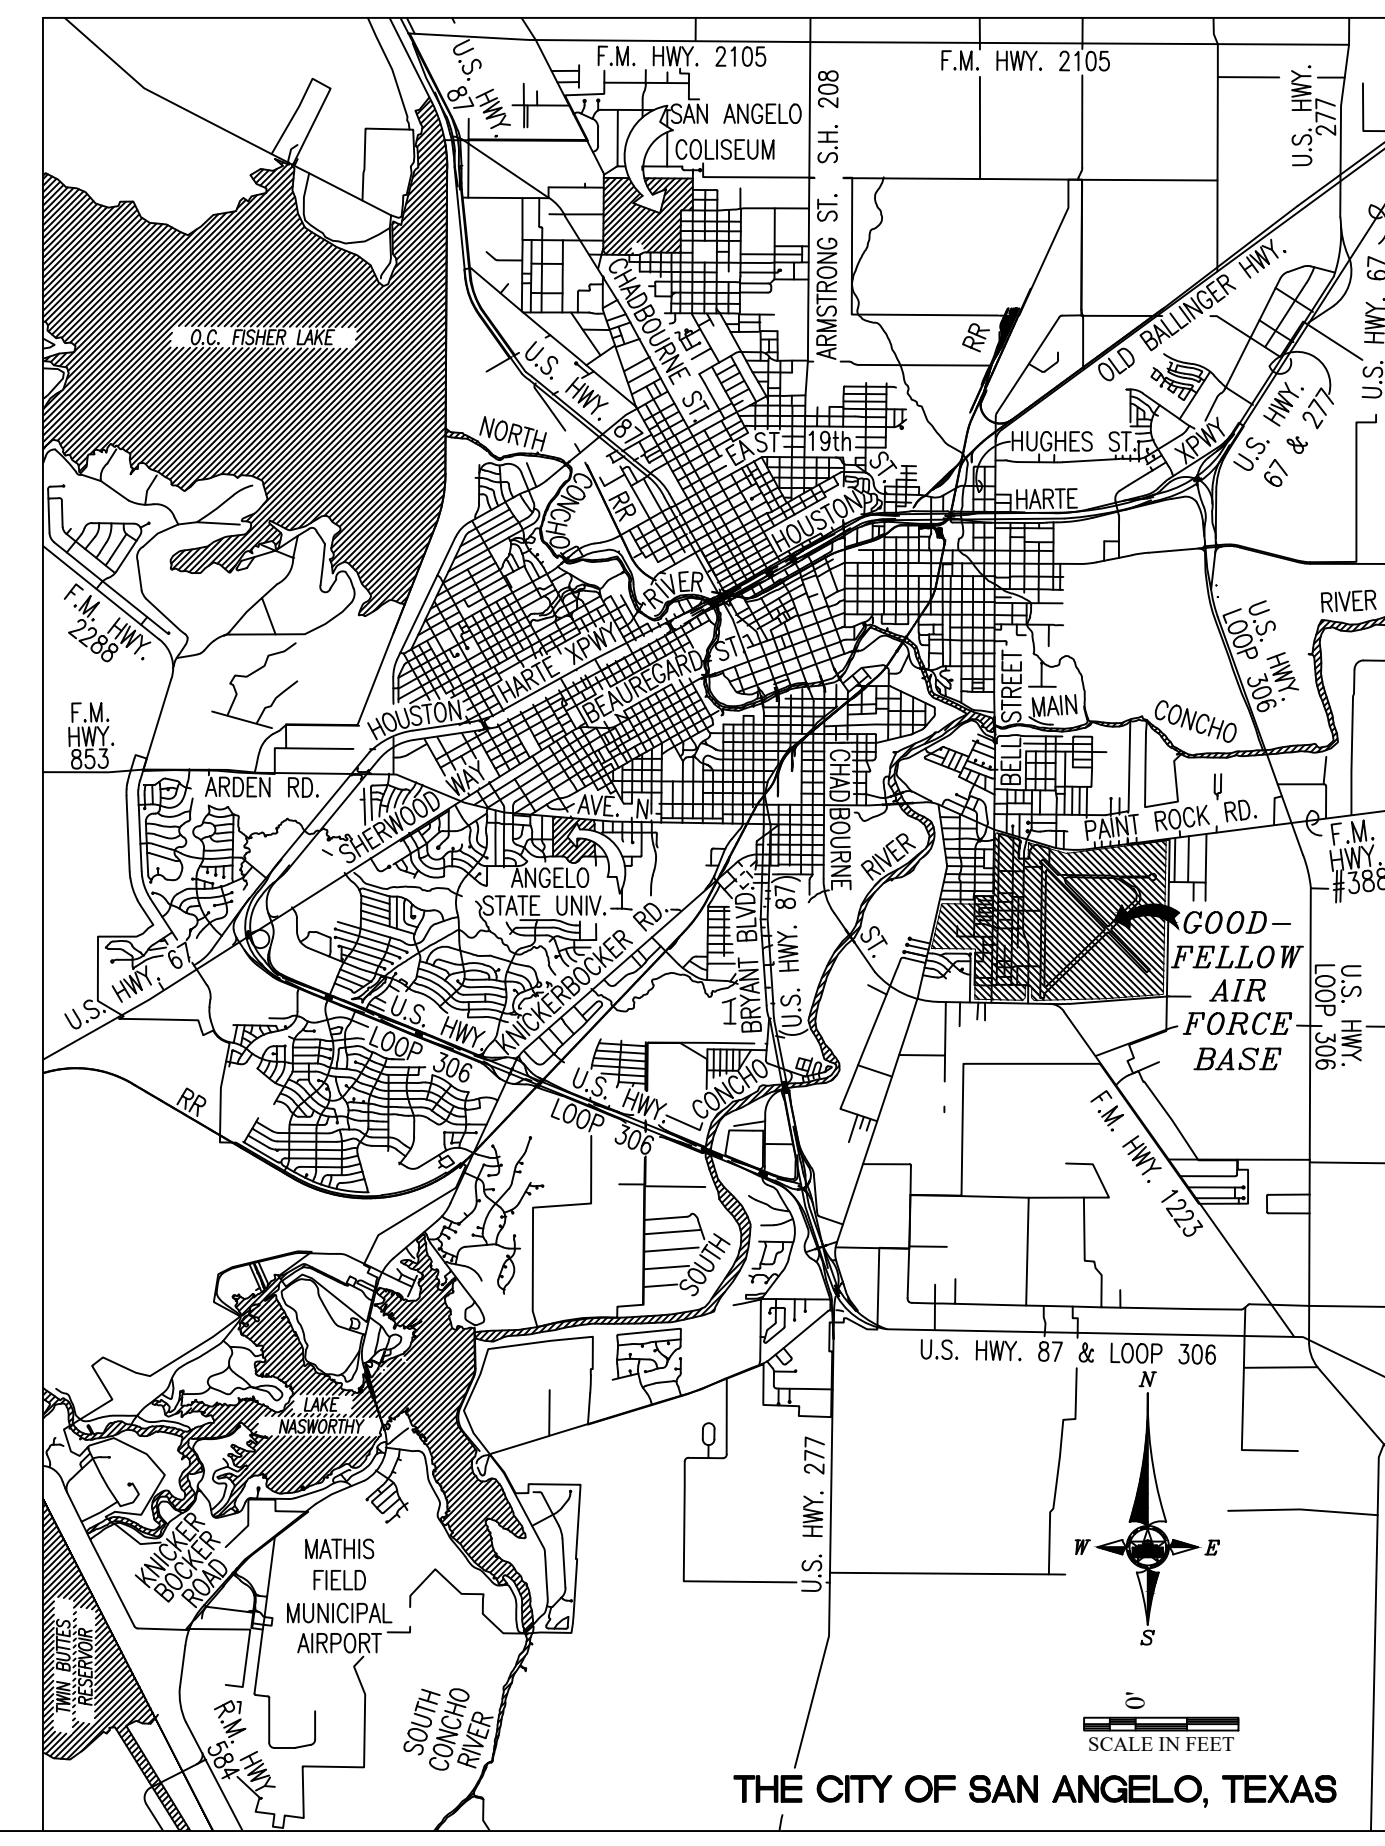 F.M. HWY. 2105
F.M. HWY. 2105
U.S. HWY.
87
SAN ANGELO
COLISEUM
ARMSTRONG ST. S.H. 208
U.S. HWY.
277
U.S. HWY. 67
O.C. FISHER LAKE
CHADBOURNE ST.
U.S. HWY. 87
RR
OLD BALLINGER HWY.
NORTH
CONCHO
RIVER
RR
EAST 19th ST.
HUGHES ST.
XPWY
U.S. HWY.
67 & 277
HOUSTON
HARTE
F.M. HWY.
2288
U.S. HWY.
LOOP 306
RIVER
HOUSTON
HARTE XPWY
BEAUREGARD ST
BELL STREET
MAIN
CONCHO
F.M.
HWY.
853
ARDEN RD.
SHERWOOD WAY
AVE. N
CHADBOURNE
ST.
RIVER
PAINT ROCK RD.
F.M.
HWY.
#388
ANGELO
STATE UNIV.
KNICKERBOCKER RD.
BRYANT BLVD.
(U.S. HWY. 87)
GOOD-
FELLOW
AIR
FORCE
BASE
U.S. HWY.
LOOP 306
U.S. HWY. 67
U.S. HWY.
LOOP 306
RR
U.S. HWY.
LOOP 306
CONCHO
SOUTH
F.M. HWY. 1223
U.S. HWY. 87 & LOOP 306
LAKE
NASWORTHY
U.S. HWY. 277
N
W
E
S
KNICKER
BOCKER
ROAD
MATHIS
FIELD
MUNICIPAL
AIRPORT
TWIN BUTTES
RESERVOIR
R.M. HWY
584
SOUTH
CONCHO
RIVER
0'
SCALE IN FEET
THE CITY OF SAN ANGELO, TEXAS